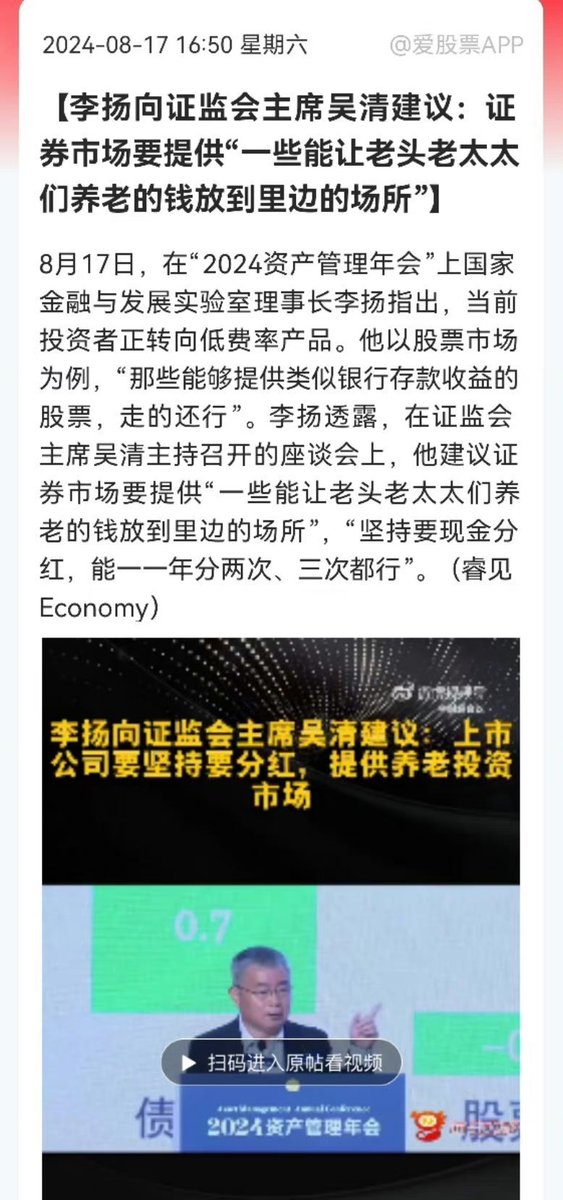 2024-08-17 16:50 星期六
@爱股票APP
【李扬向证监会主席吴清建议：证
券市场要提供“一些能让老头老太太
们养老的钱放到里边的场所”】
8月17日，在“2024资产管理年会”上国家
金融与发展实验室理事长李扬指出，当前
投资者正转向低费率产品。他以股票市场
为例，“那些能够提供类似银行存款收益的
股票，走的还行”。李扬透露，在证监会
主席吴清主持召开的座谈会上，他建议证
券市场要提供“一些能让老头老太太们养
老的钱放到里边的场所”，“坚持要现金分
红，能一一年分两次、三次都行”。（睿见
Economy）
李扬向证监会主席吴清建议：上市
公司要坚持要分红，提供养老投资
市场
0.7
扫码进入原帖看视频
债
Asset Management Annual Conference
2024资产管理年会
股票